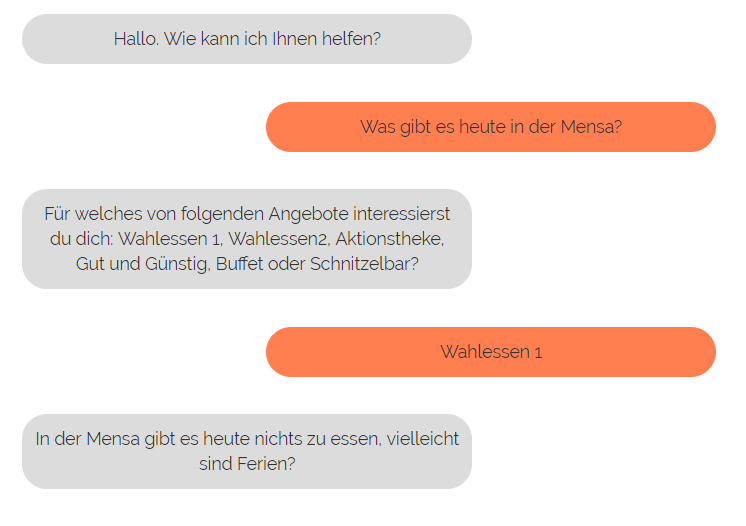 Hallo. Wie kann ich Ihnen helfen?
Was gibt es heute in der Mensa?
Für welches von folgenden Angebote interessierst
du dich: Wahlessen 1, Wahlessen2, Aktionstheke,
Gut und Günstig, Buffet oder Schnitzelbar?
Wahlessen 1
In der Mensa gibt es heute nichts zu essen, vielleicht
sind Ferien?